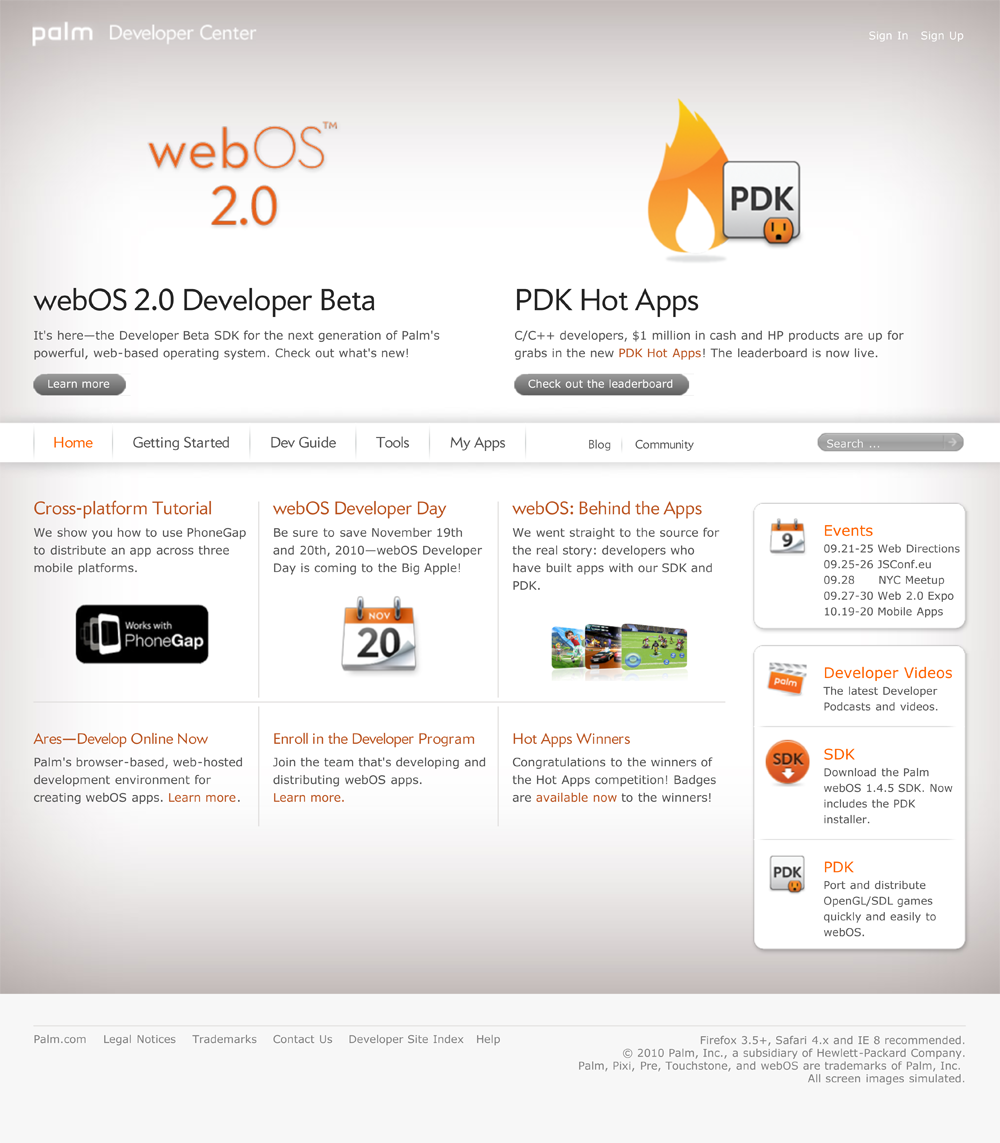 palm Developer Center
Sign In Sign Up
webOS™
2.0
PDK
webOS 2.0 Developer Beta
It's here—the Developer Beta SDK for the next generation of Palm's
powerful, web-based operating system. Check out what's new!
Learn more
PDK Hot Apps
C/C++ developers, $1 million in cash and HP products are up for
grabs in the new PDK Hot Apps! The leaderboard is now live.
Check out the leaderboard
Home Getting Started Dev Guide Tools My Apps Blog Community Search ...
Cross-platform Tutorial
We show you how to use PhoneGap
to distribute an app across three
mobile platforms.
Works with
PhoneGap
webOS Developer Day
Be sure to save November 19th
and 20th, 2010—webOS Developer
Day is coming to the Big Apple!
NOV
20
webOS: Behind the Apps
We went straight to the source for
the real story: developers who
have built apps with our SDK and
PDK.
Ares—Develop Online Now
Palm's browser-based, web-hosted
development environment for
creating webOS apps. Learn more.
Enroll in the Developer Program
Join the team that's developing and
distributing webOS apps.
Learn more.
Hot Apps Winners
Congratulations to the winners of
the Hot Apps competition! Badges
are available now to the winners!
9
Events
09.21-25 Web Directions
09.25-26 JSConf.eu
09.28 NYC Meetup
09.27-30 Web 2.0 Expo
10.19-20 Mobile Apps
palm
Developer Videos
The latest Developer
Podcasts and videos.
SDK
SDK
Download the Palm
webOS 1.4.5 SDK. Now
includes the PDK
installer.
PDK
PDK
Port and distribute
OpenGL/SDL games
quickly and easily to
webOS.
Palm.com Legal Notices Trademarks Contact Us Developer Site Index Help
Firefox 3.5+, Safari 4.x and IE 8 recommended.
© 2010 Palm, Inc., a subsidiary of Hewlett-Packard Company.
Palm, Pixi, Pre, Touchstone, and webOS are trademarks of Palm, Inc.
All screen images simulated.